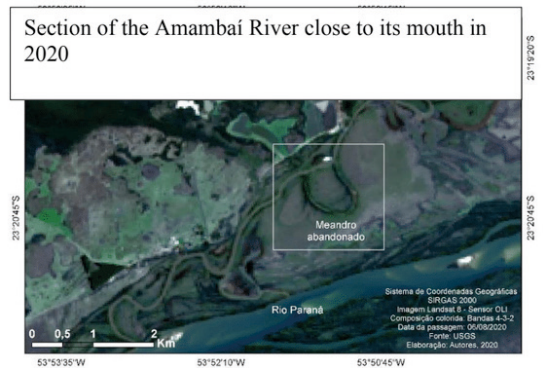 Section of the Amambaí River close to its mouth in
2020
23°19'20"S
23°20'45"S
23°20'45"S
Meandro
abandonado
Rio Paraná
Sistema de Coordenadas Geográficas
SIRGAS 2000
Imagem Landsat 8 - Sensor OLI
Composição colorida: Bandas 4-3-2
Data da passagem: 06/08/2020
Fonte: USGS
Elaboração: Autores, 2020
0 0,5 1 2
Km
53°53'35"W 53°52'10"W 53°50'45"W